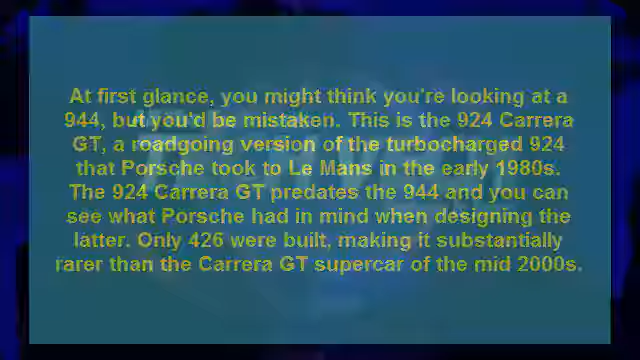 At first glance, you might think you're looking at a
944, but you'd be mistaken. This is the 924 Carrera
GT, a roadgoing version of the turbocharged 924
that Porsche took to Le Mans in the early 1980s.
The 924 Carrera GT predates the 944 and you can
see what Porsche had in mind when designing the
latter. Only 426 were built, making it substantially
rarer than the Carrera GT supercar of the mid 2000s.